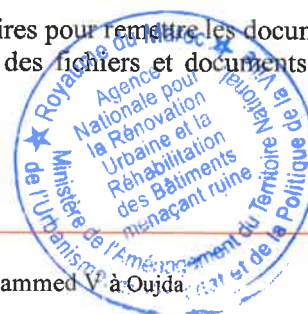 ires pour remettre les docum
des fichiers et documents
★ Royaume du Maroc ★
Ministère de l'Aménagement du Territoire National
de l'Urbanisme et de la Politique de la Ville
Agence
Nationale pour
la Rénovation
Urbaine et la
Réhabilitation
des Bâtiments
menaçant ruine
ammed V à Oujda